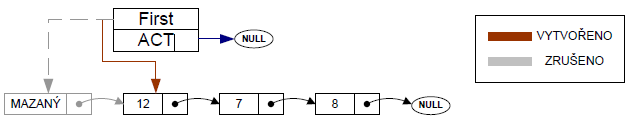 First
ACT
NULL
VYTVOŘENO
ZRUŠENO
MAZANÝ
12
7
8
NULL